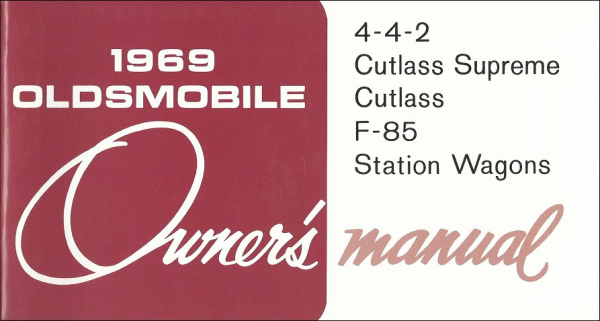 1969
OLDSMOBILE
Owner's manual
4-4-2
Cutlass Supreme
Cutlass
F-85
Station Wagons